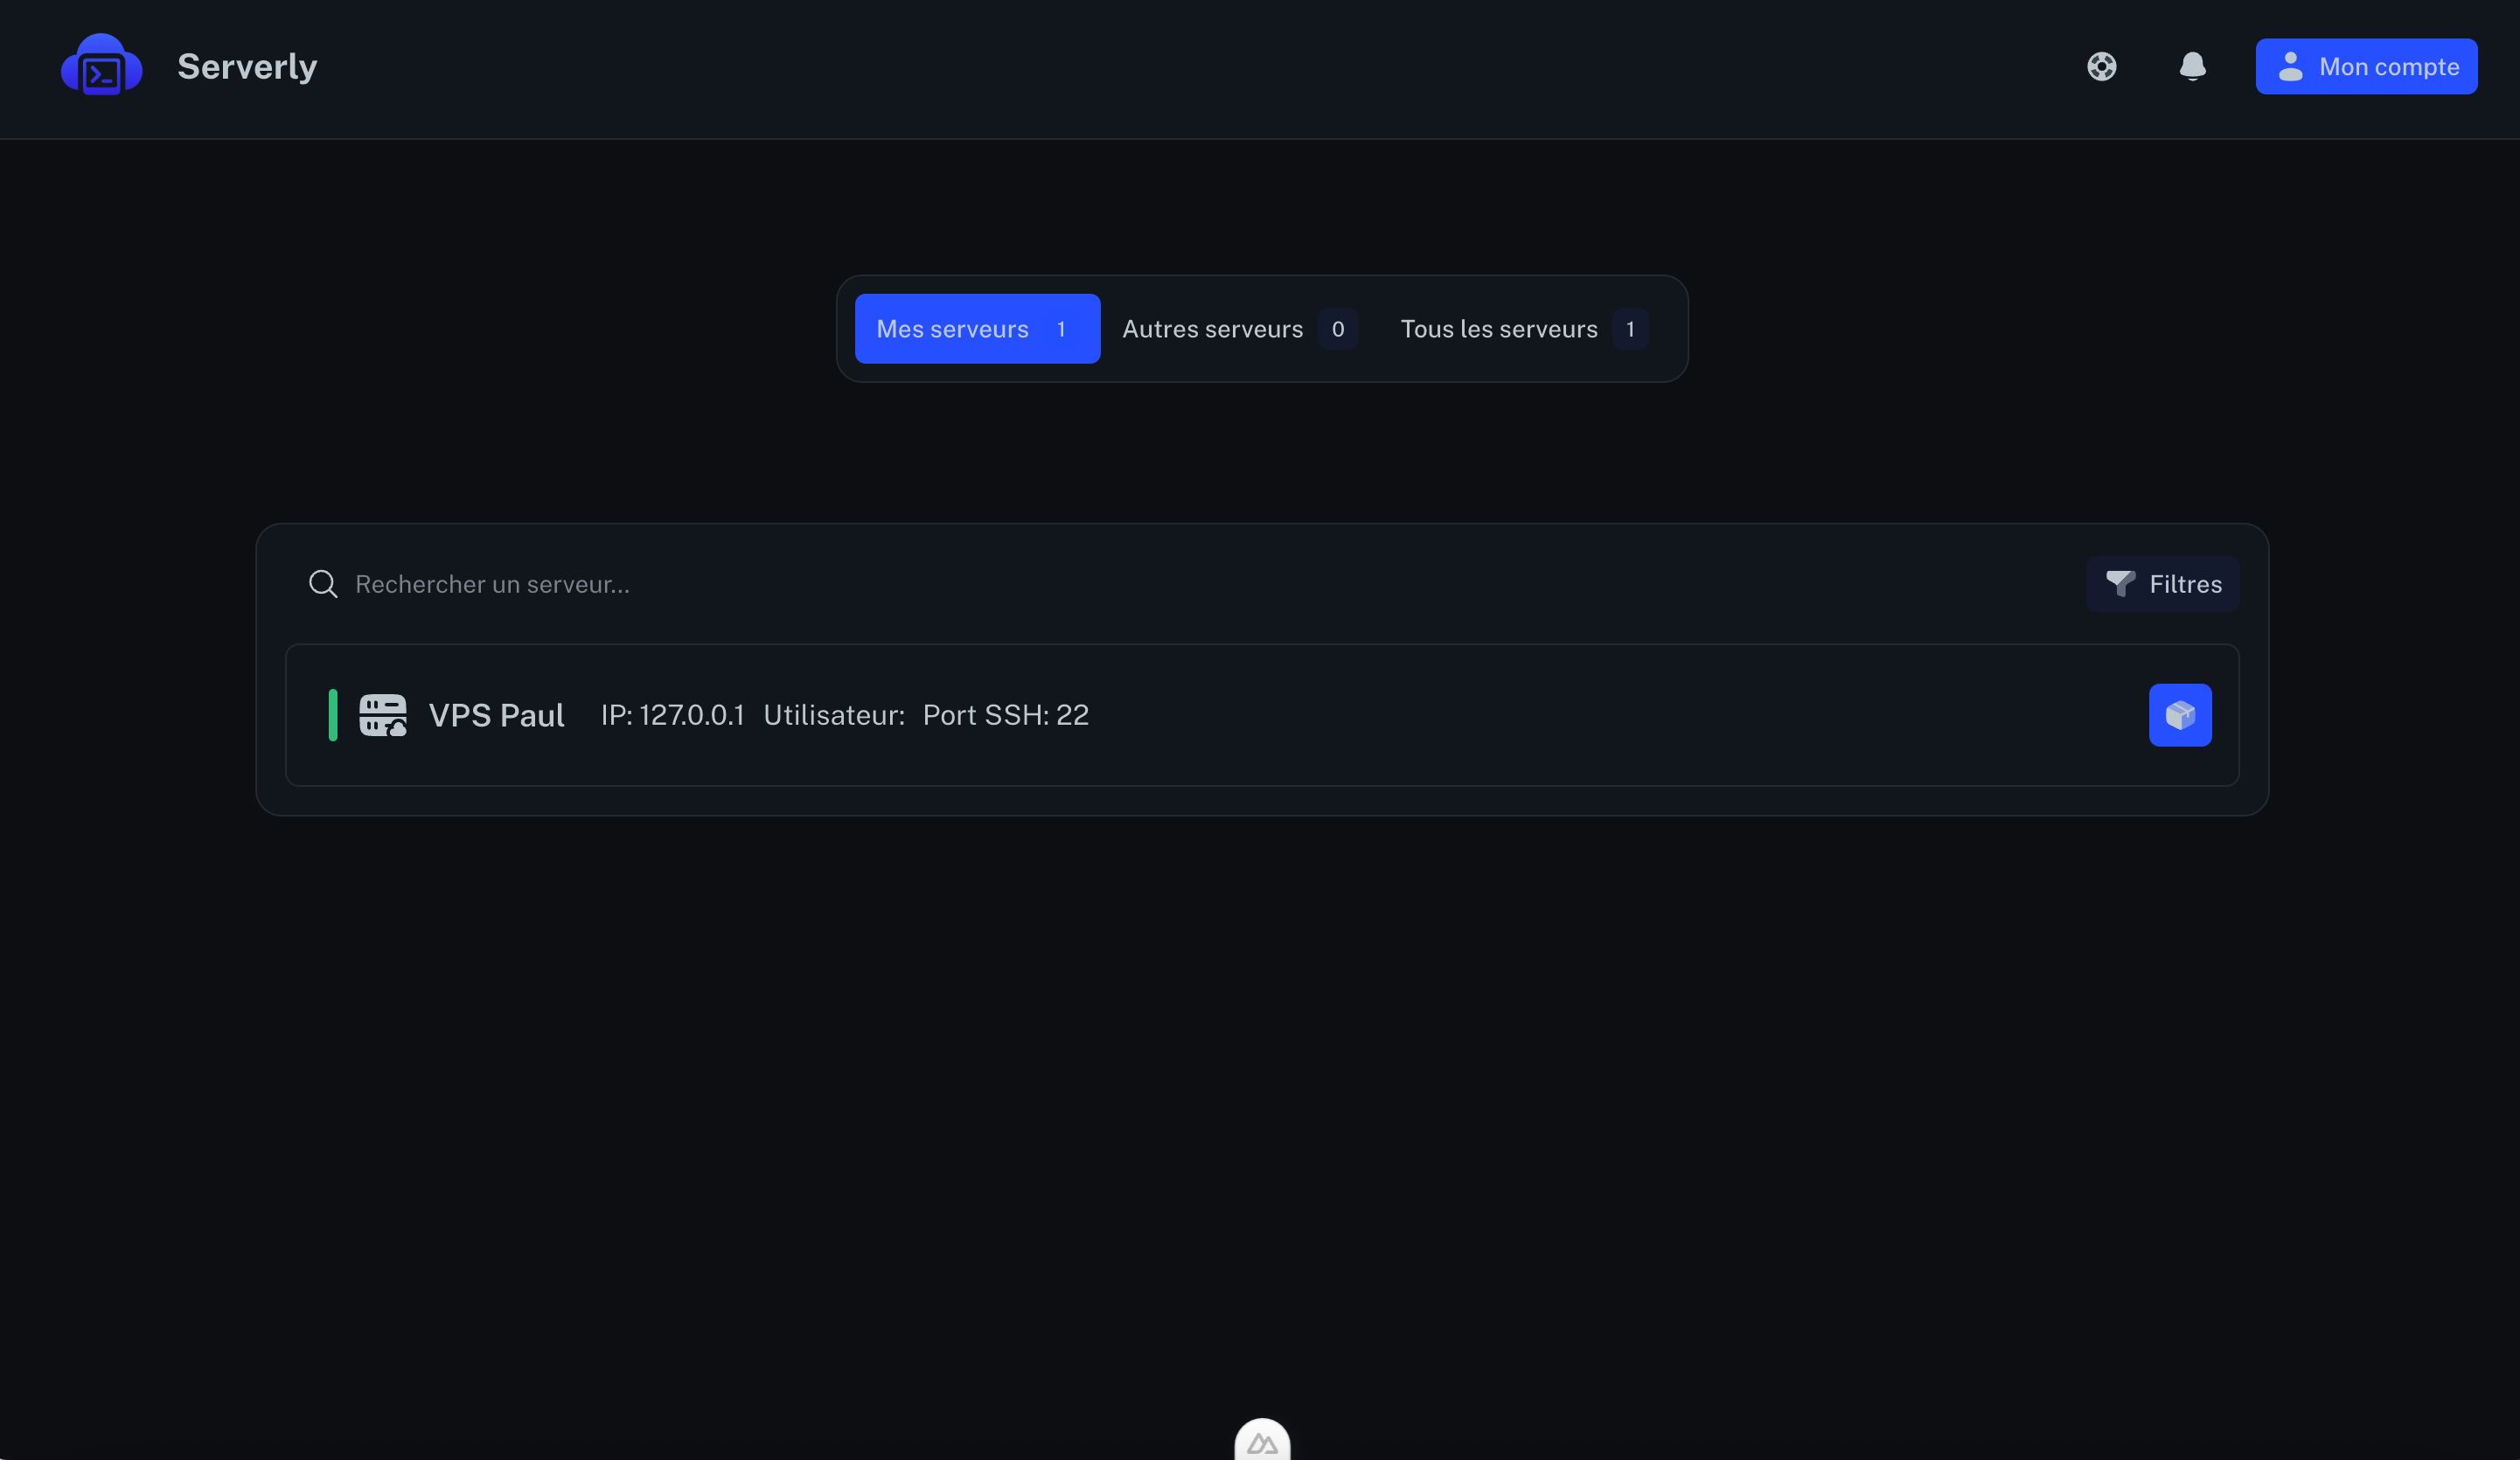 Serverly
Mon compte
Mes serveurs 1 Autres serveurs 0 Tous les serveurs 1
Rechercher un serveur...
Filtres
VPS Paul IP: 127.0.0.1 Utilisateur: Port SSH: 22